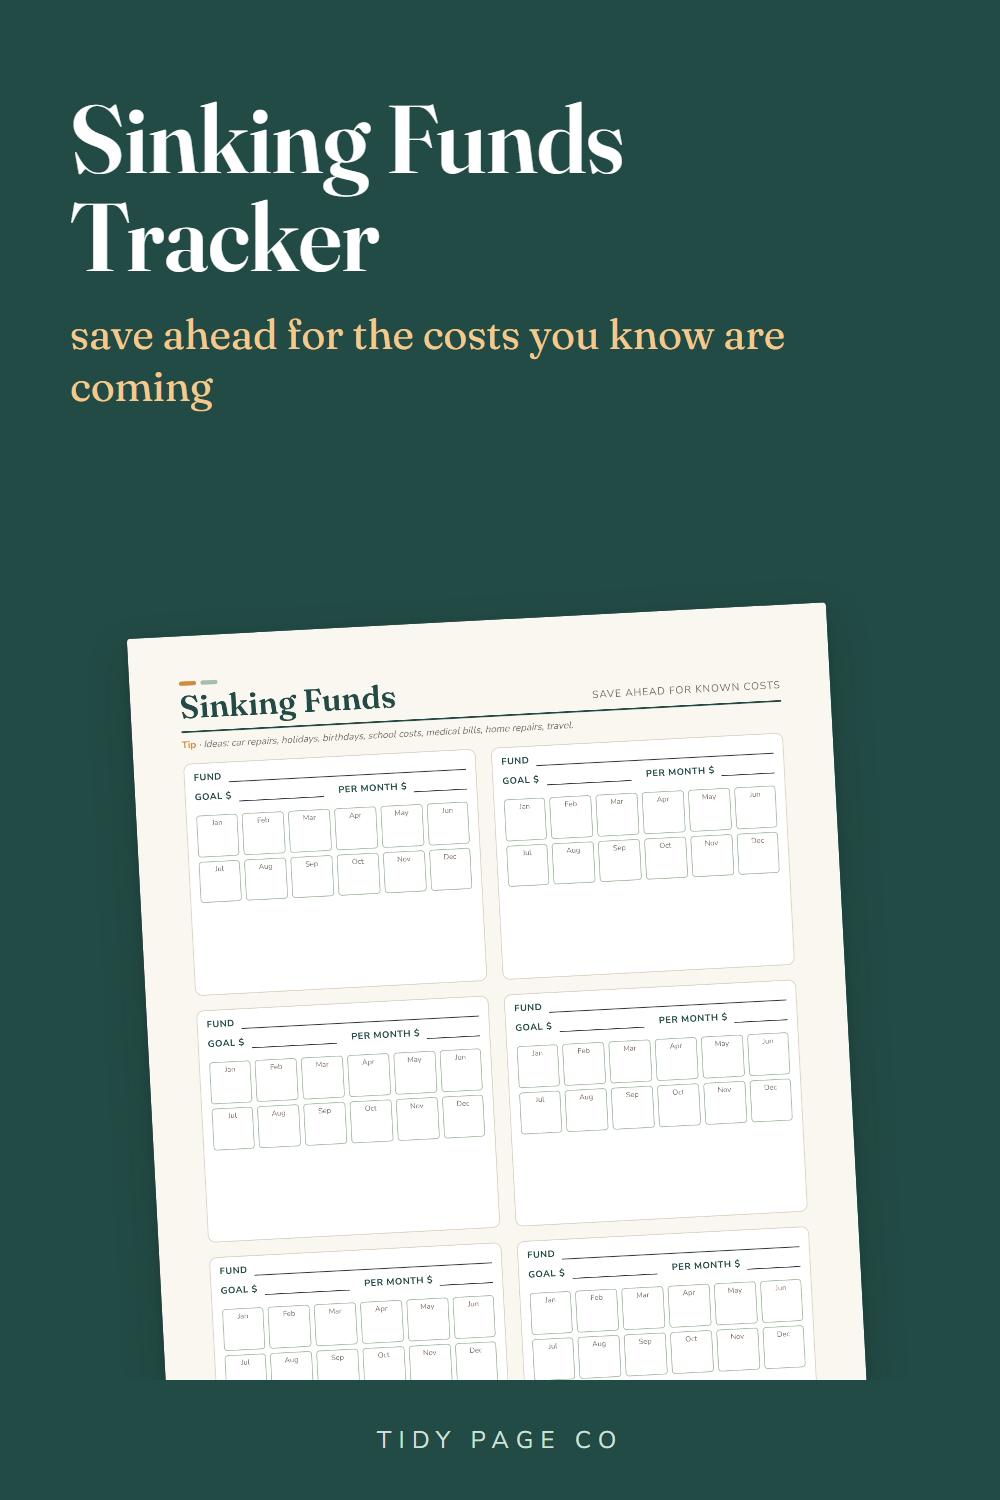 Sinking Funds
Tracker
save ahead for the costs you know are
coming
Sinking Funds
SAVE AHEAD FOR KNOWN COSTS
Tip · Ideas: car repairs, holidays, birthdays, school costs, medical bills, home repairs, travel.
FUND
GOAL $ PER MONTH $
Jan Feb Mar Apr May Jun
Jul Aug Sep Oct Nov Dec
FUND
GOAL $ PER MONTH $
Jan Feb Mar Apr May Jun
Jul Aug Sep Oct Nov Dec
FUND
GOAL $ PER MONTH $
Jan Feb Mar Apr May Jun
Jul Aug Sep Oct Nov Dec
FUND
GOAL $ PER MONTH $
Jan Feb Mar Apr May Jun
Jul Aug Sep Oct Nov Dec
FUND
GOAL $ PER MONTH $
Jan Feb Mar Apr May Jun
Jul Aug Sep Oct Nov Dec
FUND
GOAL $ PER MONTH $
Jan Feb Mar Apr May Jun
Jul Aug Sep Oct Nov Dec
TIDY PAGE CO